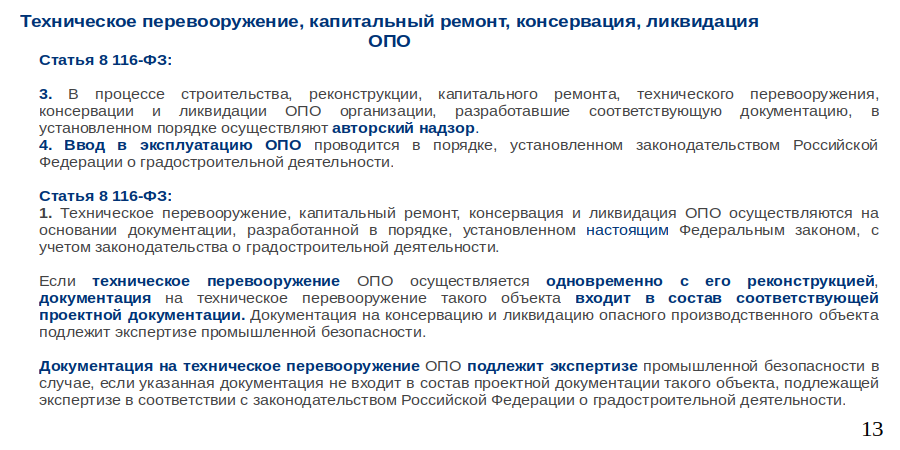 Техническое перевооружение, капитальный ремонт, консервация, ликвидация
ОПО
Статья 8 116-ФЗ:
3. В процессе строительства, реконструкции, капитального ремонта, технического перевооружения,
консервации и ликвидации ОПО организации, разработавшие соответствующую документацию, в
установленном порядке осуществляют авторский надзор.
4. Ввод в эксплуатацию ОПО проводится в порядке, установленном законодательством Российской
Федерации о градостроительной деятельности.
Статья 8 116-ФЗ:
1. Техническое перевооружение, капитальный ремонт, консервация и ликвидация ОПО осуществляются на
основании документации, разработанной в порядке, установленном настоящим Федеральным законом, с
учетом законодательства о градостроительной деятельности.
Если техническое перевооружение ОПО осуществляется одновременно с его реконструкцией,
документация на техническое перевооружение такого объекта входит в состав соответствующей
проектной документации. Документация на консервацию и ликвидацию опасного производственного объекта
подлежит экспертизе промышленной безопасности.
Документация на техническое перевооружение ОПО подлежит экспертизе промышленной безопасности в
случае, если указанная документация не входит в состав проектной документации такого объекта, подлежащей
экспертизе в соответствии с законодательством Российской Федерации о градостроительной деятельности.
13